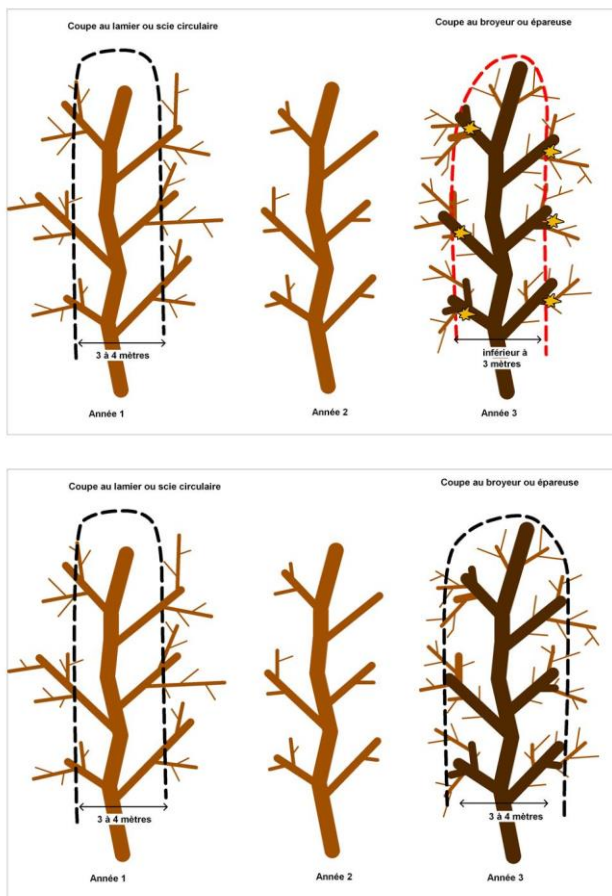 Coupe au lamier ou scie circulaire
Coupe au broyeur ou épareuse
3 à 4 mètres
inférieur à
3 mètres
Année 1
Année 2
Année 3
Coupe au lamier ou scie circulaire
Coupe au broyeur ou épareuse
3 à 4 mètres
3 à 4 mètres
Année 1
Année 2
Année 3